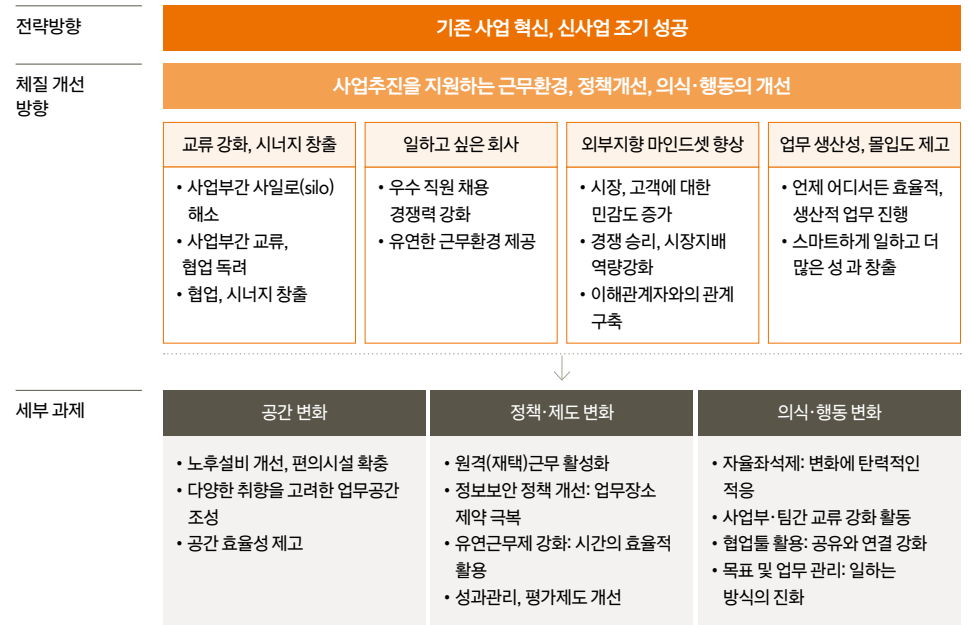 전략방향
기존 사업 혁신, 신사업 조기 성공
체질 개선
방향
사업추진을 지원하는 근무환경, 정책개선, 의식·행동의 개선
교류 강화, 시너지 창출
• 사업부간 사일로(silo)
해소
• 사업부간 교류,
협업 독려
• 협업, 시너지 창출
일하고 싶은 회사
• 우수 직원 채용
경쟁력 강화
• 유연한 근무환경 제공
외부지향 마인드셋 향상
• 시장, 고객에 대한
민감도 증가
• 경쟁 승리, 시장지배
역량강화
• 이해관계자와의 관계
구축
업무 생산성, 몰입도 제고
• 언제 어디서든 효율적,
생산적 업무 진행
• 스마트하게 일하고 더
많은 성 과 창출
세부 과제
공간 변화
• 노후설비 개선, 편의시설 확충
• 다양한 취향을 고려한 업무공간
조성
• 공간 효율성 제고
정책·제도 변화
• 원격(재택)근무 활성화
• 정보보안 정책 개선: 업무장소
제약 극복
• 유연근무제 강화: 시간의 효율적
활용
• 성과관리, 평가제도 개선
의식·행동 변화
• 자율좌석제: 변화에 탄력적인
적응
• 사업부·팀간 교류 강화 활동
• 협업툴 활용: 공유와 연결 강화
• 목표 및 업무 관리: 일하는
방식의 진화